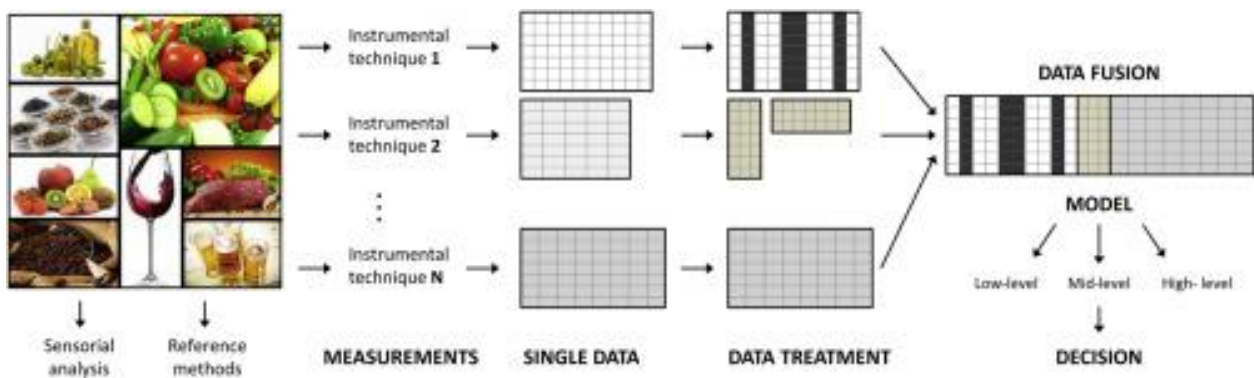 Instrumental
technique 1
Instrumental
technique 2
Instrumental
technique N
Sensorial
analysis
Reference
methods
MEASUREMENTS
SINGLE DATA
DATA TREATMENT
DATA FUSION
MODEL
Low-level
Mid-level
High- level
DECISION